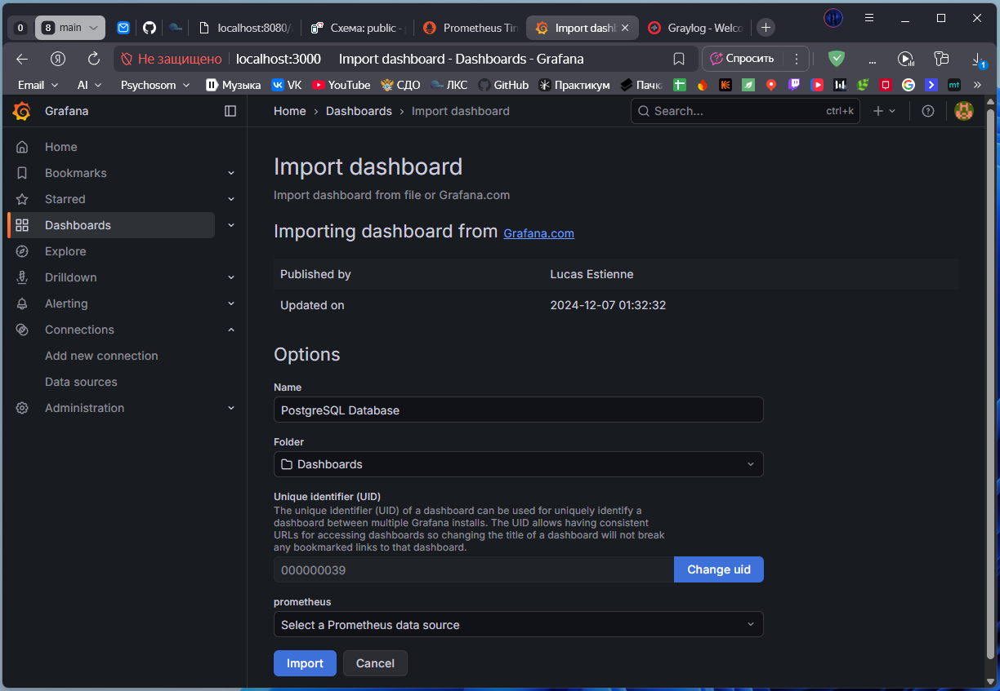 0
8 main
localhost:8080/
Схема: public -
Prometheus Tim
Import dashb
Graylog - Welco
Не защищено localhost:3000 Import dashboard - Dashboards - Grafana
Спросить
1
Email AI Psychosom Музыка VK YouTube СДО ЛКС GitHub Практикум Пачка
Grafana
Home › Dashboards › Import dashboard
Search... ctrl+k
Home
Bookmarks
Starred
Dashboards
Explore
Drilldown
Alerting
Connections
Add new connection
Data sources
Administration
Import dashboard
Import dashboard from file or Grafana.com
Importing dashboard from Grafana.com
Published by Lucas Estienne
Updated on 2024-12-07 01:32:32
Options
Name
PostgreSQL Database
Folder
Dashboards
Unique identifier (UID)
The unique identifier (UID) of a dashboard can be used for uniquely identify a
dashboard between multiple Grafana installs. The UID allows having consistent
URLs for accessing dashboards so changing the title of a dashboard will not break
any bookmarked links to that dashboard.
000000039 Change uid
prometheus
Select a Prometheus data source
Import Cancel